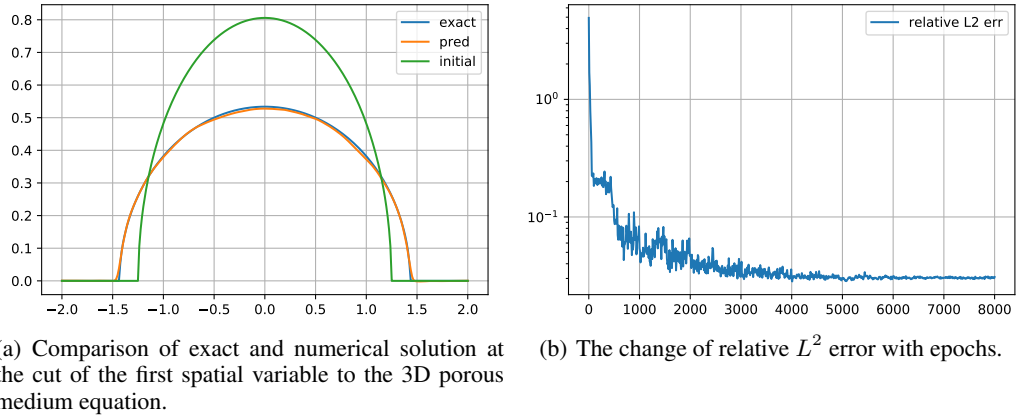 0.8
0.7
0.6
0.5
0.4
0.3
0.2
0.1
0.0
−2.0 −1.5 −1.0 −0.5 0.0 0.5 1.0 1.5 2.0
exact
pred
initial
10⁰
10⁻¹
0 1000 2000 3000 4000 5000 6000 7000 8000
relative L2 err
(a) Comparison of exact and numerical solution at
the cut of the first spatial variable to the 3D porous
medium equation.
(b) The change of relative L² error with epochs.